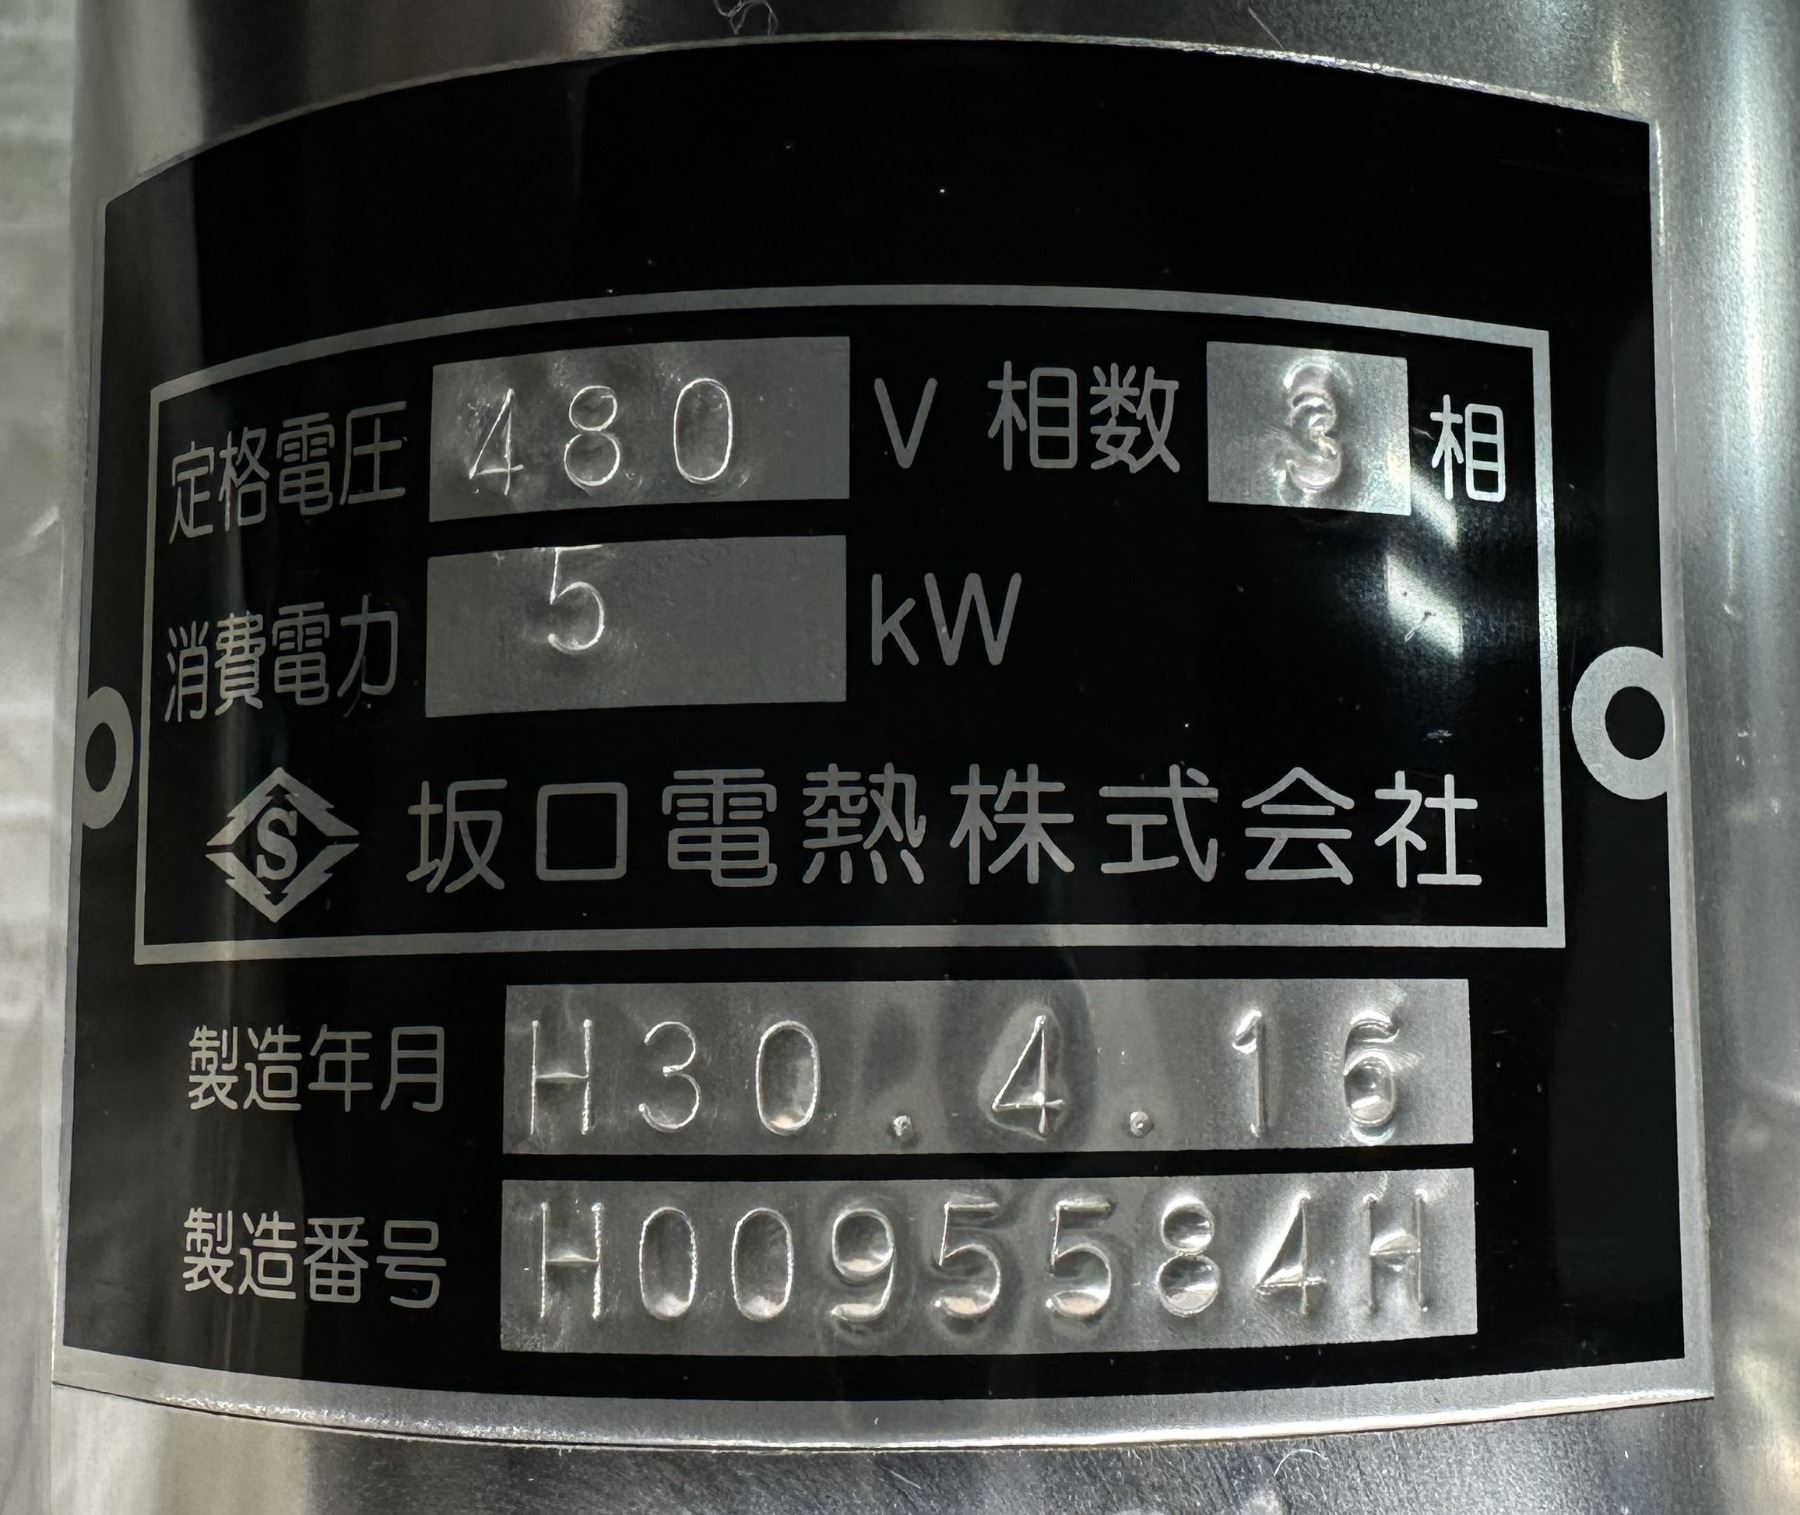 定格電圧 480 V 相数 3 相
消費電力 5 kW
S 坂口電熱株式会社
製造年月 H30.4.16
製造番号 H0095584H